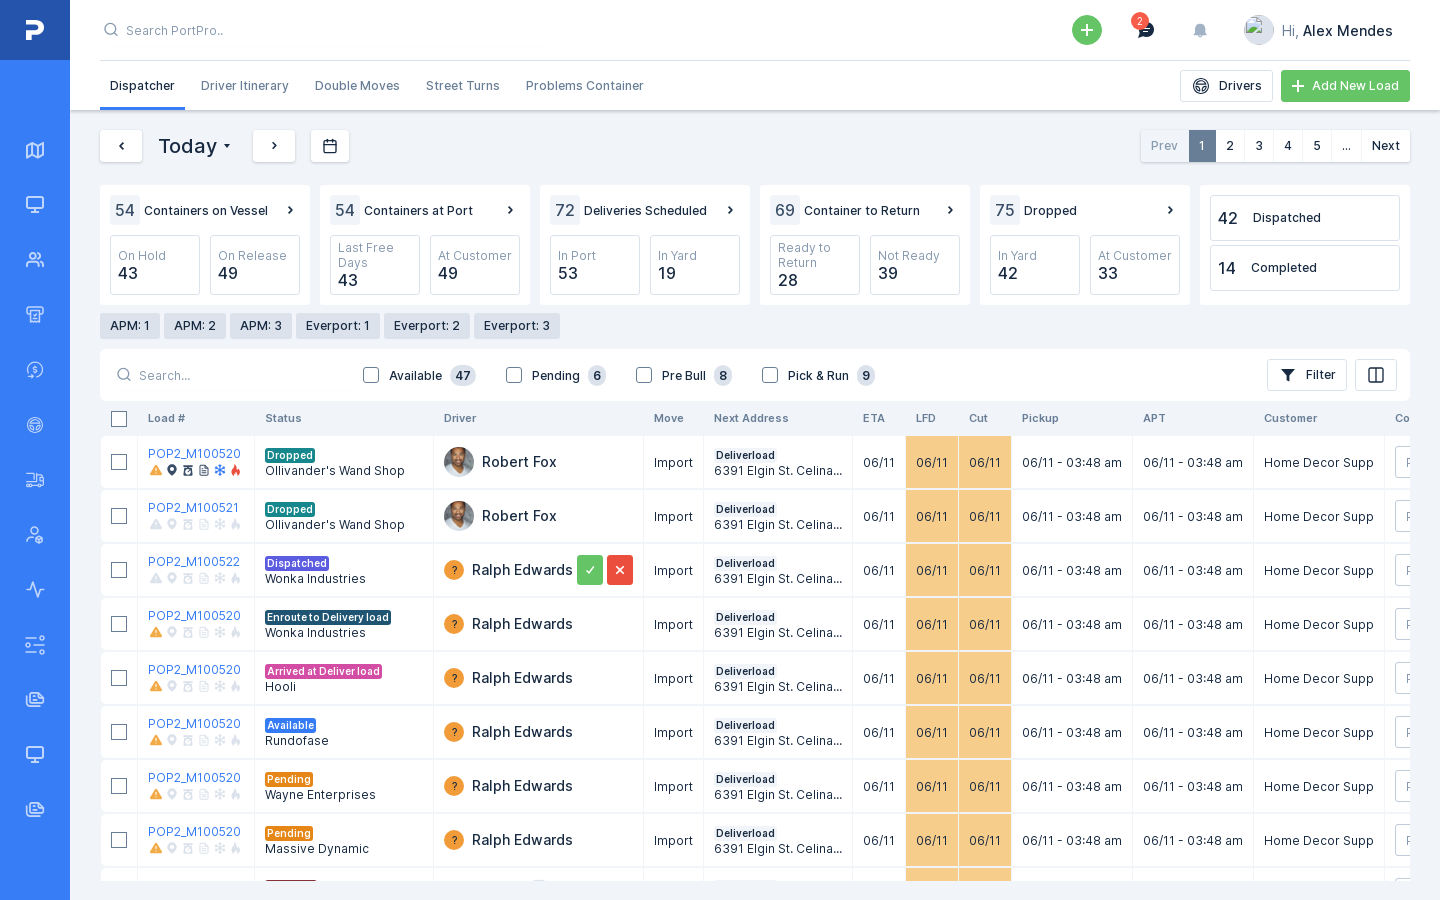 P
Search PortPro..
2
Hi, Alex Mendes
Dispatcher Driver Itinerary Double Moves Street Turns Problems Container
Drivers Add New Load
Today
Prev 1 2 3 4 5 ... Next
54 Containers on Vessel
On Hold 43
On Release 49
54 Containers at Port
Last Free Days 43
At Customer 49
72 Deliveries Scheduled
In Port 53
In Yard 19
69 Container to Return
Ready to Return 28
Not Ready 39
75 Dropped
In Yard 42
At Customer 33
42 Dispatched
14 Completed
APM: 1 APM: 2 APM: 3 Everport: 1 Everport: 2 Everport: 3
Search... Available 47 Pending 6 Pre Bull 8 Pick & Run 9 Filter
Load # Status Driver Move Next Address ETA LFD Cut Pickup APT Customer Co
POP2_M100520 Dropped Deliverload
Ollivander's Wand Shop Robert Fox Import 6391 Elgin St. Celina... 06/11 06/11 06/11 06/11 - 03:48 am 06/11 - 03:48 am Home Decor Supp
POP2_M100521 Dropped Deliverload
Ollivander's Wand Shop Robert Fox Import 6391 Elgin St. Celina... 06/11 06/11 06/11 06/11 - 03:48 am 06/11 - 03:48 am Home Decor Supp
POP2_M100522 Dispatched Deliverload
Wonka Industries ? Ralph Edwards Import 6391 Elgin St. Celina... 06/11 06/11 06/11 06/11 - 03:48 am 06/11 - 03:48 am Home Decor Supp
POP2_M100520 Enroute to Delivery load Deliverload
Wonka Industries ? Ralph Edwards Import 6391 Elgin St. Celina... 06/11 06/11 06/11 06/11 - 03:48 am 06/11 - 03:48 am Home Decor Supp
POP2_M100520 Arrived at Deliver load Deliverload
Hooli ? Ralph Edwards Import 6391 Elgin St. Celina... 06/11 06/11 06/11 06/11 - 03:48 am 06/11 - 03:48 am Home Decor Supp
POP2_M100520 Available Deliverload
Rundofase ? Ralph Edwards Import 6391 Elgin St. Celina... 06/11 06/11 06/11 06/11 - 03:48 am 06/11 - 03:48 am Home Decor Supp
POP2_M100520 Pending Deliverload
Wayne Enterprises ? Ralph Edwards Import 6391 Elgin St. Celina... 06/11 06/11 06/11 06/11 - 03:48 am 06/11 - 03:48 am Home Decor Supp
POP2_M100520 Pending Deliverload
Massive Dynamic ? Ralph Edwards Import 6391 Elgin St. Celina... 06/11 06/11 06/11 06/11 - 03:48 am 06/11 - 03:48 am Home Decor Supp